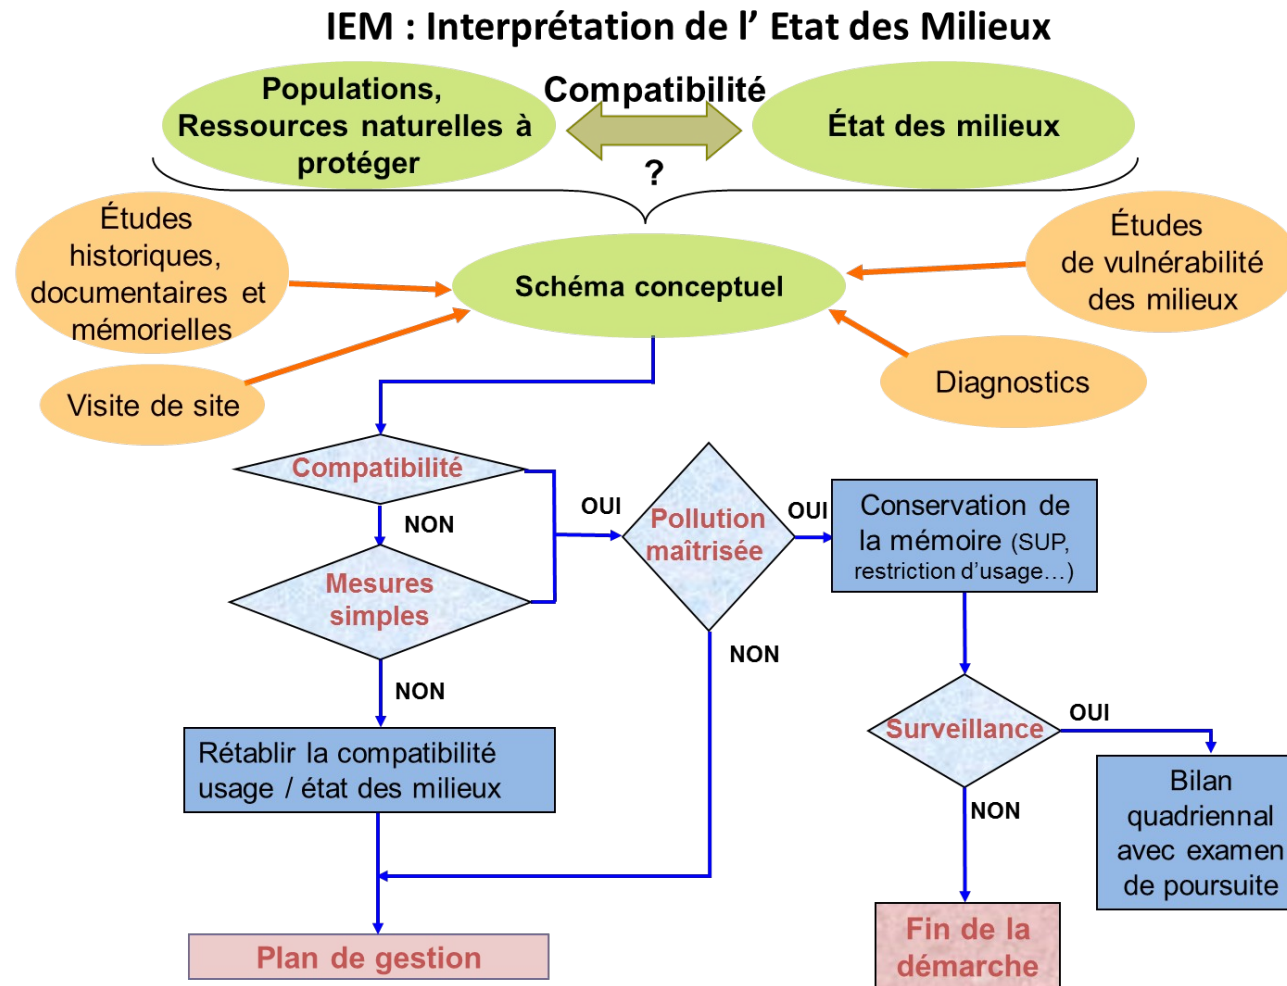 IEM : Interprétation de l’ Etat des Milieux
Populations,
Ressources naturelles à
protéger
Compatibilité
?
État des milieux
Études
historiques,
documentaires et
mémorielles
Schéma conceptuel
Études
de vulnérabilité
des milieux
Visite de site
Diagnostics
Compatibilité
NON
Mesures
simples
NON
Rétablir la compatibilité
usage / état des milieux
OUI
Pollution
maîtrisée
OUI
NON
Conservation de
la mémoire (SUP,
restriction d’usage…)
Surveillance
OUI
NON
Bilan
quadriennal
avec examen
de poursuite
Plan de gestion
Fin de la
démarche